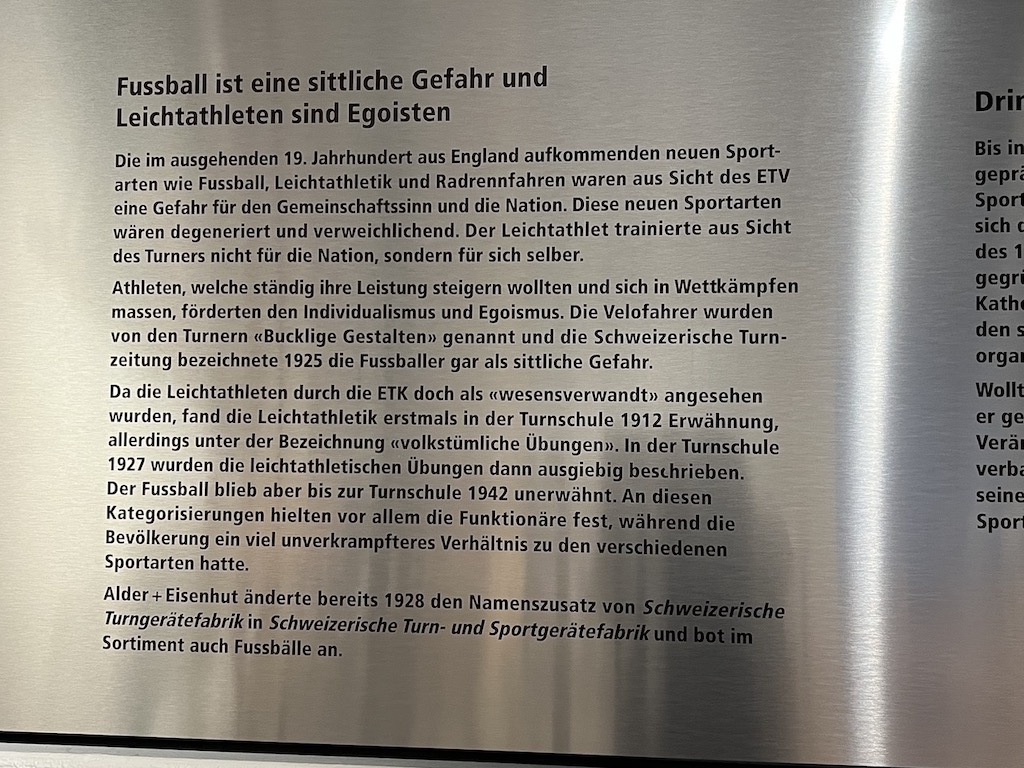 Fussball ist eine sittliche Gefahr und
Leichtathleten sind Egoisten
Die im ausgehenden 19. Jahrhundert aus England aufkommenden neuen Sport-
arten wie Fussball, Leichtathletik und Radrennfahren waren aus Sicht des ETV
eine Gefahr für den Gemeinschaftssinn und die Nation. Diese neuen Sportarten
wären degeneriert und verweichlichend. Der Leichtathlet trainierte aus Sicht
des Turners nicht für die Nation, sondern für sich selber.
Athleten, welche ständig ihre Leistung steigern wollten und sich in Wettkämpfen
massen, förderten den Individualismus und Egoismus. Die Velofahrer wurden
von den Turnern «Bucklige Gestalten» genannt und die Schweizerische Turn-
zeitung bezeichnete 1925 die Fussballer gar als sittliche Gefahr.
Da die Leichtathleten durch die ETK doch als «wesensverwandt» angesehen
wurden, fand die Leichtathletik erstmals in der Turnschule 1912 Erwähnung,
allerdings unter der Bezeichnung «volkstümliche Übungen». In der Turnschule
1927 wurden die leichtathletischen Übungen dann ausgiebig beschrieben.
Der Fussball blieb aber bis zur Turnschule 1942 unerwähnt. An diesen
Kategorisierungen hielten vor allem die Funktionäre fest, während die
Bevölkerung ein viel unverkrampfteres Verhältnis zu den verschiedenen
Sportarten hatte.
Alder+Eisenhut änderte bereits 1928 den Namenszusatz von Schweizerische
Turngerätefabrik in Schweizerische Turn- und Sportgerätefabrik und bot im
Sortiment auch Fussbälle an.
Bis in
sich
des 1
den s
er ge
seine